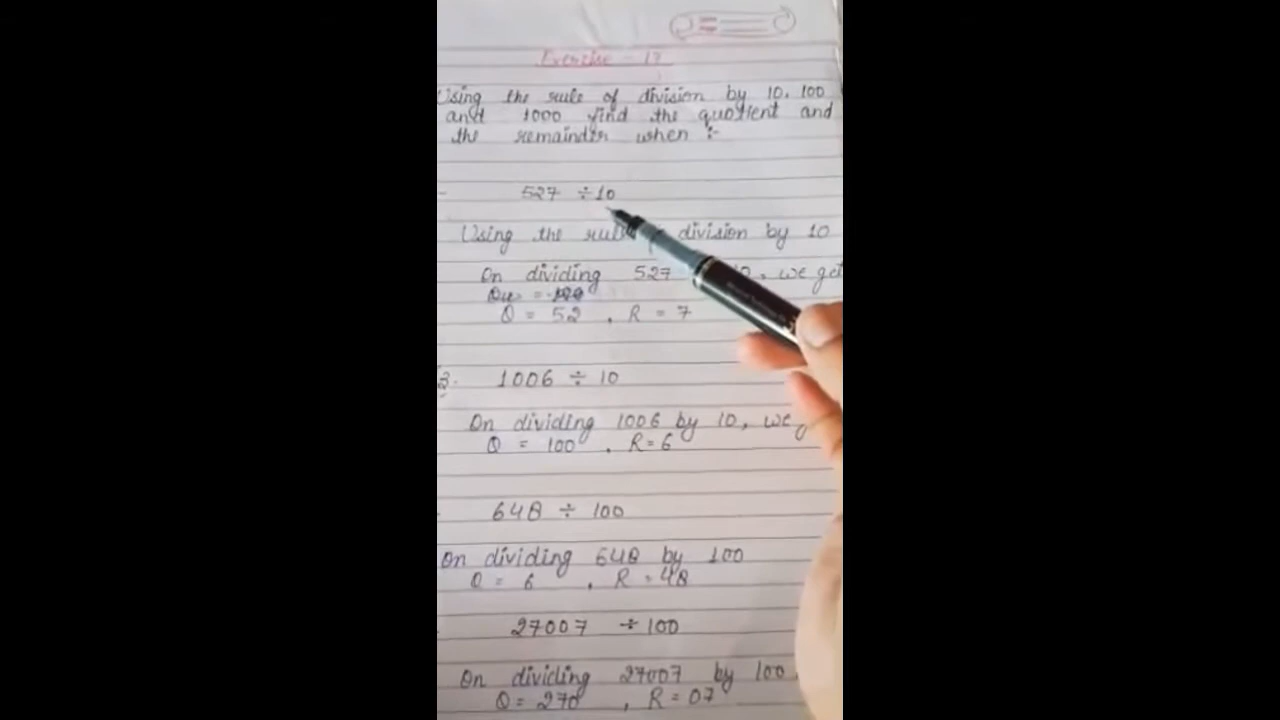 Exercise - 17
Using the rule of division by 10, 100
and 1000 find the quotient and
the remainder when :-
527 ÷ 10
Using the rule division by 10
On dividing 527 10, we get
Q = 52 , R = 7
1006 ÷ 10
On dividing 1006 by 10, we
Q = 100 , R = 6
648 ÷ 100
On dividing 648 by 100
Q = 6 , R = 48
27007 ÷ 100
On dividing 27007 by 100
Q = 270 , R = 07